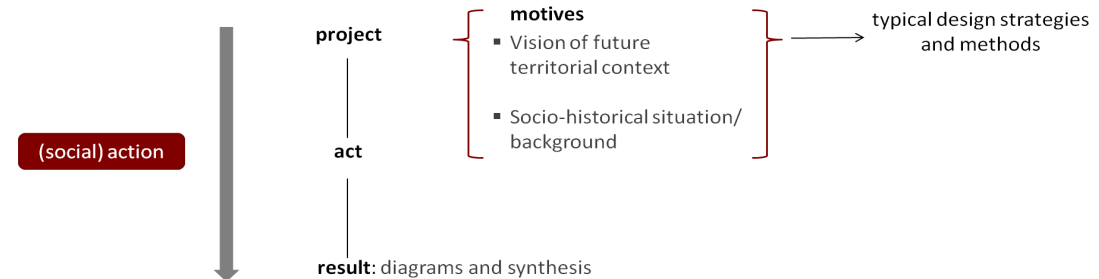 motives
typical design strategies
and methods
project
▪ Vision of future
territorial context
▪ Socio-historical situation/
background
(social) action
act
result: diagrams and synthesis